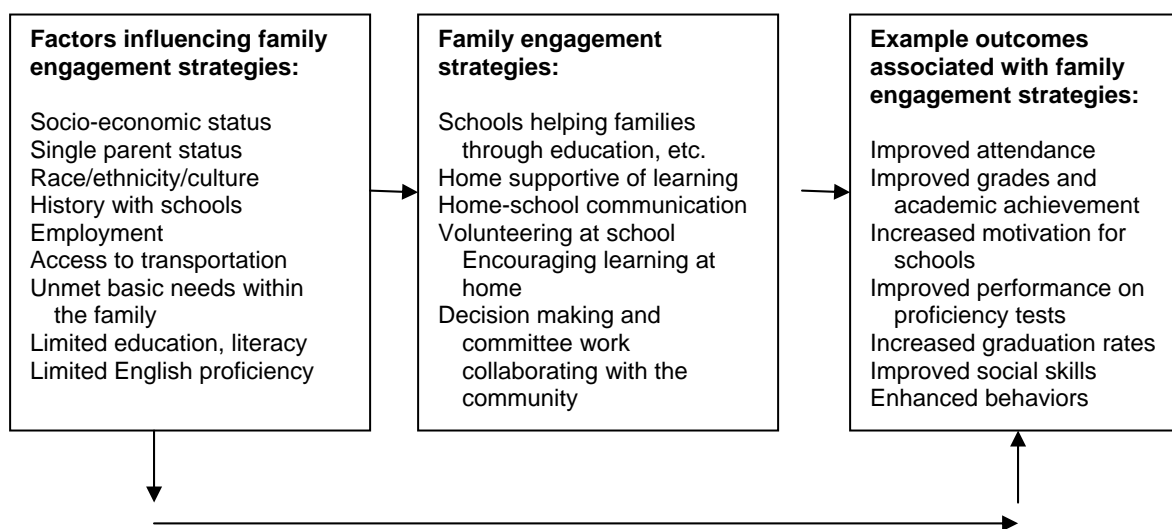 Factors influencing family
engagement strategies:
Socio-economic status
Single parent status
Race/ethnicity/culture
History with schools
Employment
Access to transportation
Unmet basic needs within
the family
Limited education, literacy
Limited English proficiency
Family engagement
strategies:
Schools helping families
through education, etc.
Home supportive of learning
Home-school communication
Volunteering at school
Encouraging learning at
home
Decision making and
committee work
collaborating with the
community
Example outcomes
associated with family
engagement strategies:
Improved attendance
Improved grades and
academic achievement
Increased motivation for
schools
Improved performance on
proficiency tests
Increased graduation rates
Improved social skills
Enhanced behaviors